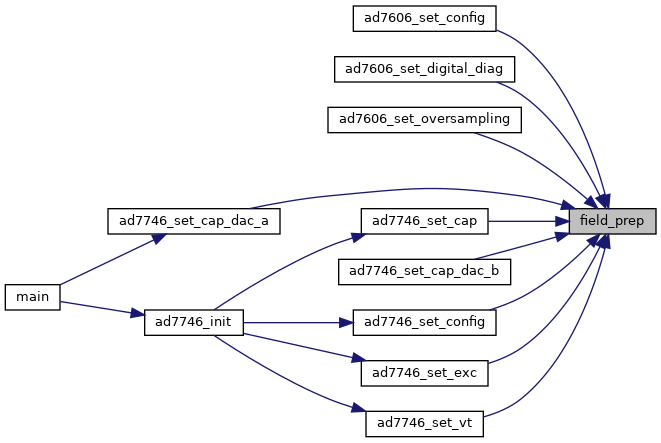 ad7606_set_config
ad7606_set_digital_diag
ad7606_set_oversampling
ad7746_set_cap_dac_a
ad7746_set_cap
field_prep
ad7746_set_cap_dac_b
main
ad7746_init
ad7746_set_config
ad7746_set_exc
ad7746_set_vt